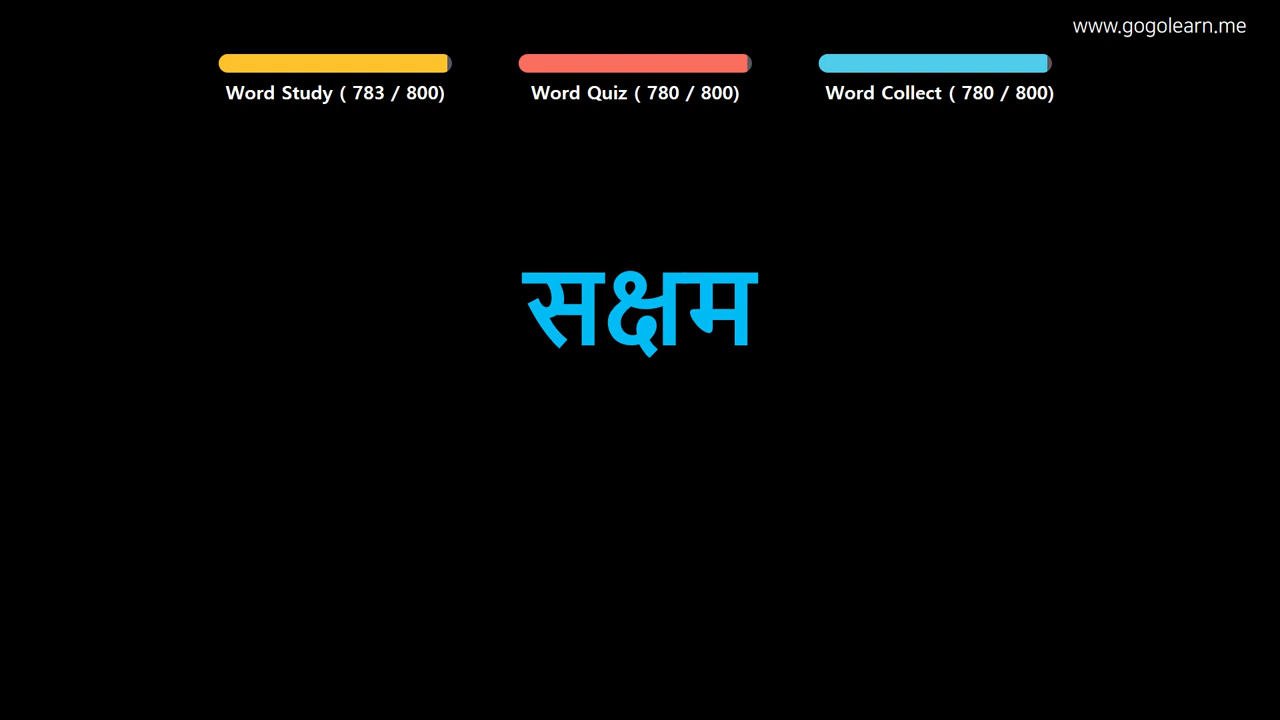 www.gogolearn.me
Word Study ( 783 / 800)
Word Quiz ( 780 / 800)
Word Collect ( 780 / 800)
सक्षम